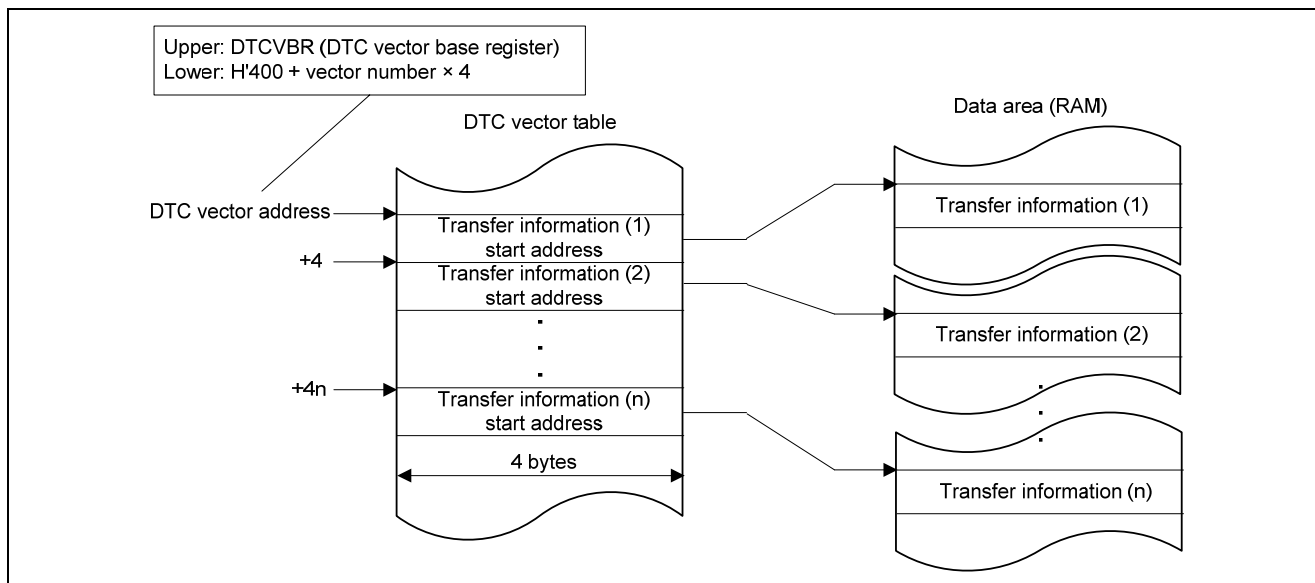 Upper: DTCVBR (DTC vector base register)
Lower: H'400 + vector number × 4
DTC vector table
Data area (RAM)
DTC vector address
Transfer information (1)
start address
+4
Transfer information (2)
start address
+4n
Transfer information (n)
start address
4 bytes
Transfer information (1)
Transfer information (2)
Transfer information (n)